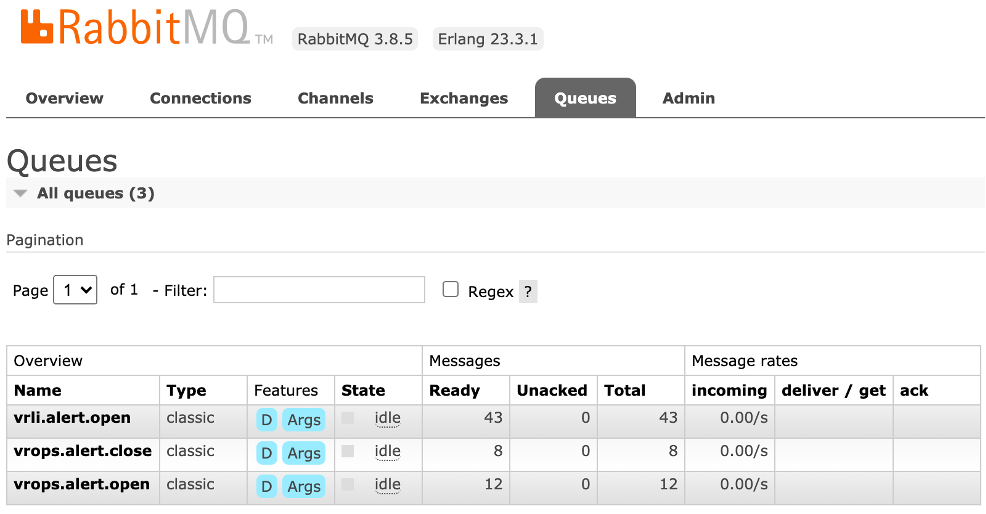 RabbitMQ TM RabbitMQ 3.8.5 Erlang 23.3.1
Overview Connections Channels Exchanges Queues Admin
Queues
All queues (3)
Pagination
Page 1 of 1 - Filter: Regex ?
Overview Messages Message rates
Name Type Features State Ready Unacked Total incoming deliver / get ack
vrli.alert.open classic D Args idle 43 0 43 0.00/s
vrops.alert.close classic D Args idle 8 0 8 0.00/s
vrops.alert.open classic D Args idle 12 0 12 0.00/s